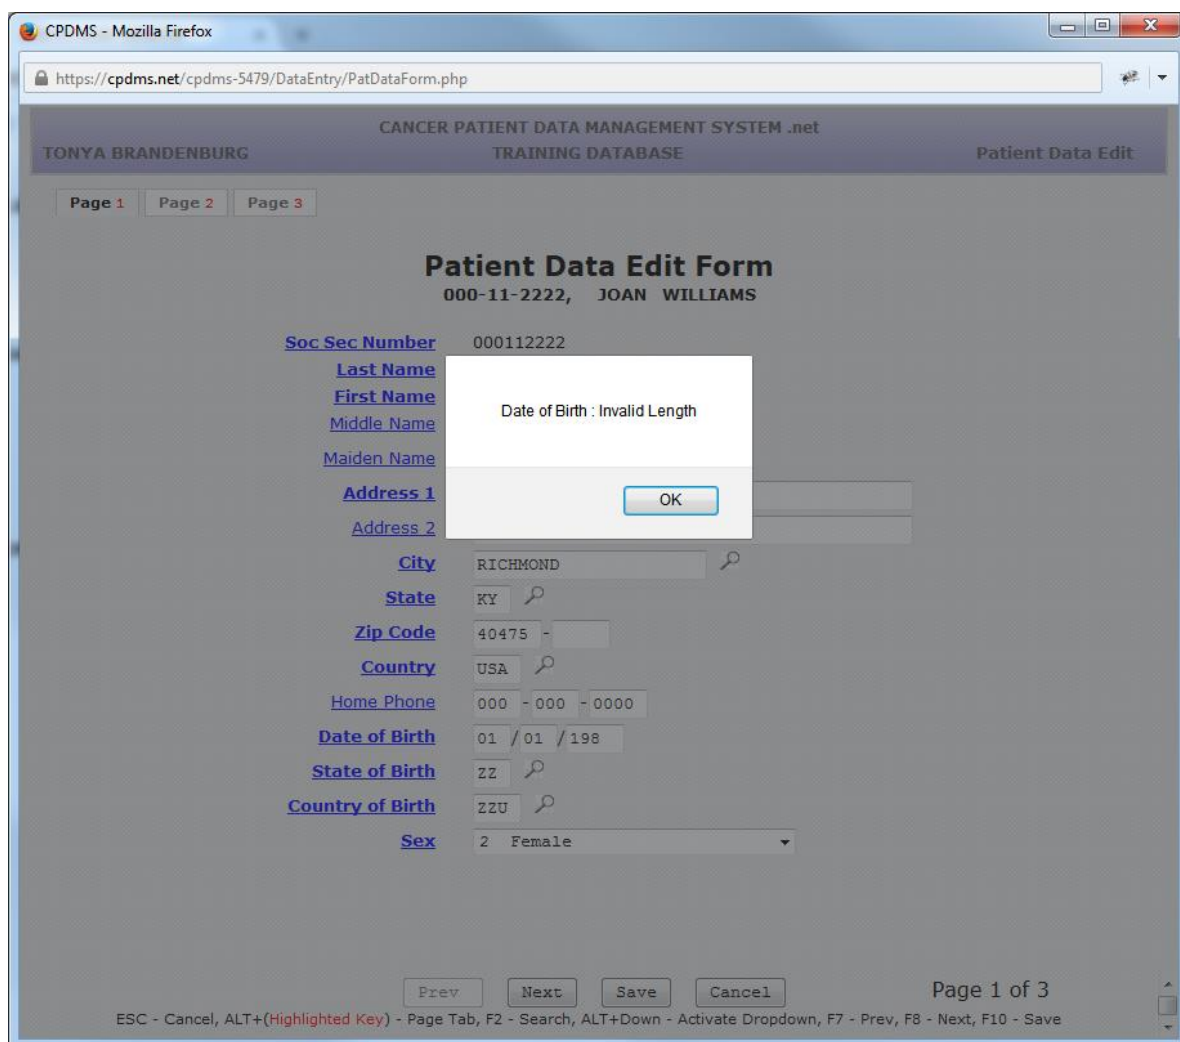 CPDMS - Mozilla Firefox
https://cpdms.net/cpdms-5479/DataEntry/PatDataForm.php
CANCER PATIENT DATA MANAGEMENT SYSTEM .net
TONYA BRANDENBURG TRAINING DATABASE Patient Data Edit
Page 1 Page 2 Page 3
Patient Data Edit Form
000-11-2222, JOAN WILLIAMS
Soc Sec Number 000112222
Last Name
First Name
Date of Birth : Invalid Length
Middle Name
Maiden Name
Address 1
OK
Address 2
City RICHMOND
State KY
Zip Code 40475 -
Country USA
Home Phone 000 - 000 - 0000
Date of Birth 01 / 01 / 198
State of Birth ZZ
Country of Birth ZZU
Sex 2 Female
Prev Next Save Cancel Page 1 of 3
ESC - Cancel, ALT+(Highlighted Key) - Page Tab, F2 - Search, ALT+Down - Activate Dropdown, F7 - Prev, F8 - Next, F10 - Save